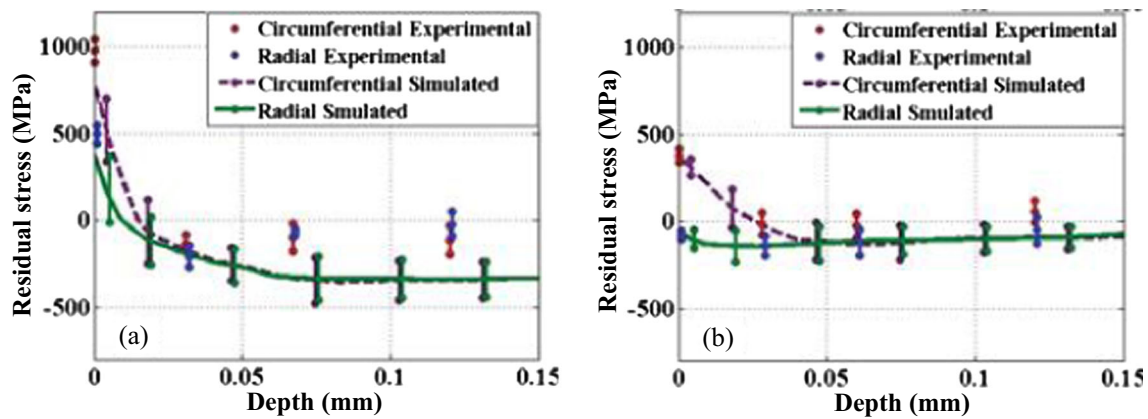 1000
500
0
-500
Residual stress (MPa)
Circumferential Experimental
Radial Experimental
Circumferential Simulated
Radial Smulated
(a)
0
0.05
0.1
0.15
Depth (mm)
1000
500
0
-500
Residual stress (MPa)
Circumferential Experimental
Radial Experimental
Circumferential Simulated
Radial Smulated
(b)
0
0.05
0.1
0.15
Depth (mm)